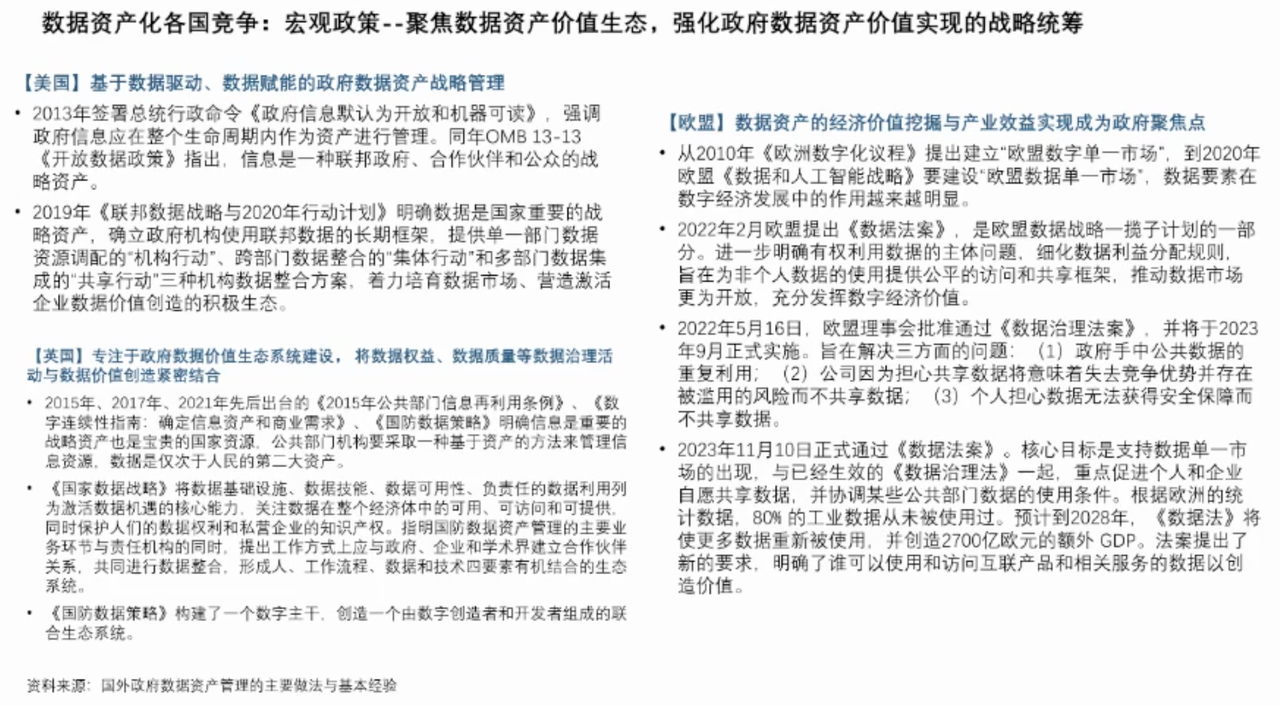 数据资产化各国竞争：宏观政策--聚焦数据资产价值生态，强化政府数据资产价值实现的战略统筹
【美国】基于数据驱动、数据赋能的政府数据资产战略管理
• 2013年签署总统行政命令《政府信息默认为开放和机器可读》，强调
政府信息应在整个生命周期内作为资产进行管理。同年OMB 13-13
《开放数据政策》指出，信息是一种联邦政府、合作伙伴和公众的战
略资产。
• 2019年《联邦数据战略与2020年行动计划》明确数据是国家重要的战
略资产，确立政府机构使用联邦数据的长期框架，提供单一部门数据
资源调配的“机构行动”、跨部门数据整合的“集体行动”和多部门数据集
成的“共享行动”三种机构数据整合方案，着力培育数据市场、营造激活
企业数据价值创造的积极生态。
【英国】专注于政府数据价值生态系统建设， 将数据权益、数据质量等数据治理活
动与数据价值创造紧密结合
• 2015年、2017年、2021年先后出台的《2015年公共部门信息再利用条例》、《数
字连续性指南：确定信息资产和商业需求》、《国防数据策略》明确信息是重要的
战略资产也是宝贵的国家资源，公共部门机构要采取一种基于资产的方法来管理信
息资源，数据是仅次于人民的第二大资产。
• 《国家数据战略》将数据基础设施、数据技能、数据可用性、负责任的数据利用列
为激活数据机遇的核心能力，关注数据在整个经济体中的可用、可访问和可提供，
同时保护人们的数据权利和私营企业的知识产权。指明国防数据资产管理的主要业
务环节与责任机构的同时，提出工作方式上应与政府、企业和学术界建立合作伙伴
关系，共同进行数据整合，形成人、工作流程、数据和技术四要素有机结合的生态
系统。
• 《国防数据策略》构建了一个数字主干，创造一个由数字创造者和开发者组成的联
合生态系统。
【欧盟】数据资产的经济价值挖掘与产业效益实现成为政府聚焦点
• 从2010年《欧洲数字化议程》提出建立“欧盟数字单一市场”，到2020年
欧盟《数据和人工智能战略》要建设“欧盟数据单一市场”，数据要素在
数字经济发展中的作用越来越明显。
• 2022年2月欧盟提出《数据法案》，是欧盟数据战略一揽子计划的一部
分。进一步明确有权利用数据的主体问题，细化数据利益分配规则，
旨在为非个人数据的使用提供公平的访问和共享框架，推动数据市场
更为开放，充分发挥数字经济价值。
• 2022年5月16日，欧盟理事会批准通过《数据治理法案》，并将于2023
年9月正式实施。旨在解决三方面的问题：（1）政府手中公共数据的
重复利用；（2）公司因为担心共享数据将意味着失去竞争优势并存在
被滥用的风险而不共享数据；（3）个人担心数据无法获得安全保障而
不共享数据。
• 2023年11月10日正式通过《数据法案》。核心目标是支持数据单一市
场的出现，与已经生效的《数据治理法》一起，重点促进个人和企业
自愿共享数据，并协调某些公共部门数据的使用条件。根据欧洲的统
计数据，80% 的工业数据从未被使用过。预计到2028年，《数据法》将
使更多数据重新被使用，并创造2700亿欧元的额外 GDP。法案提出了
新的要求，明确了谁可以使用和访问互联产品和相关服务的数据以创
造价值。
资料来源：国外政府数据资产管理的主要做法与基本经验